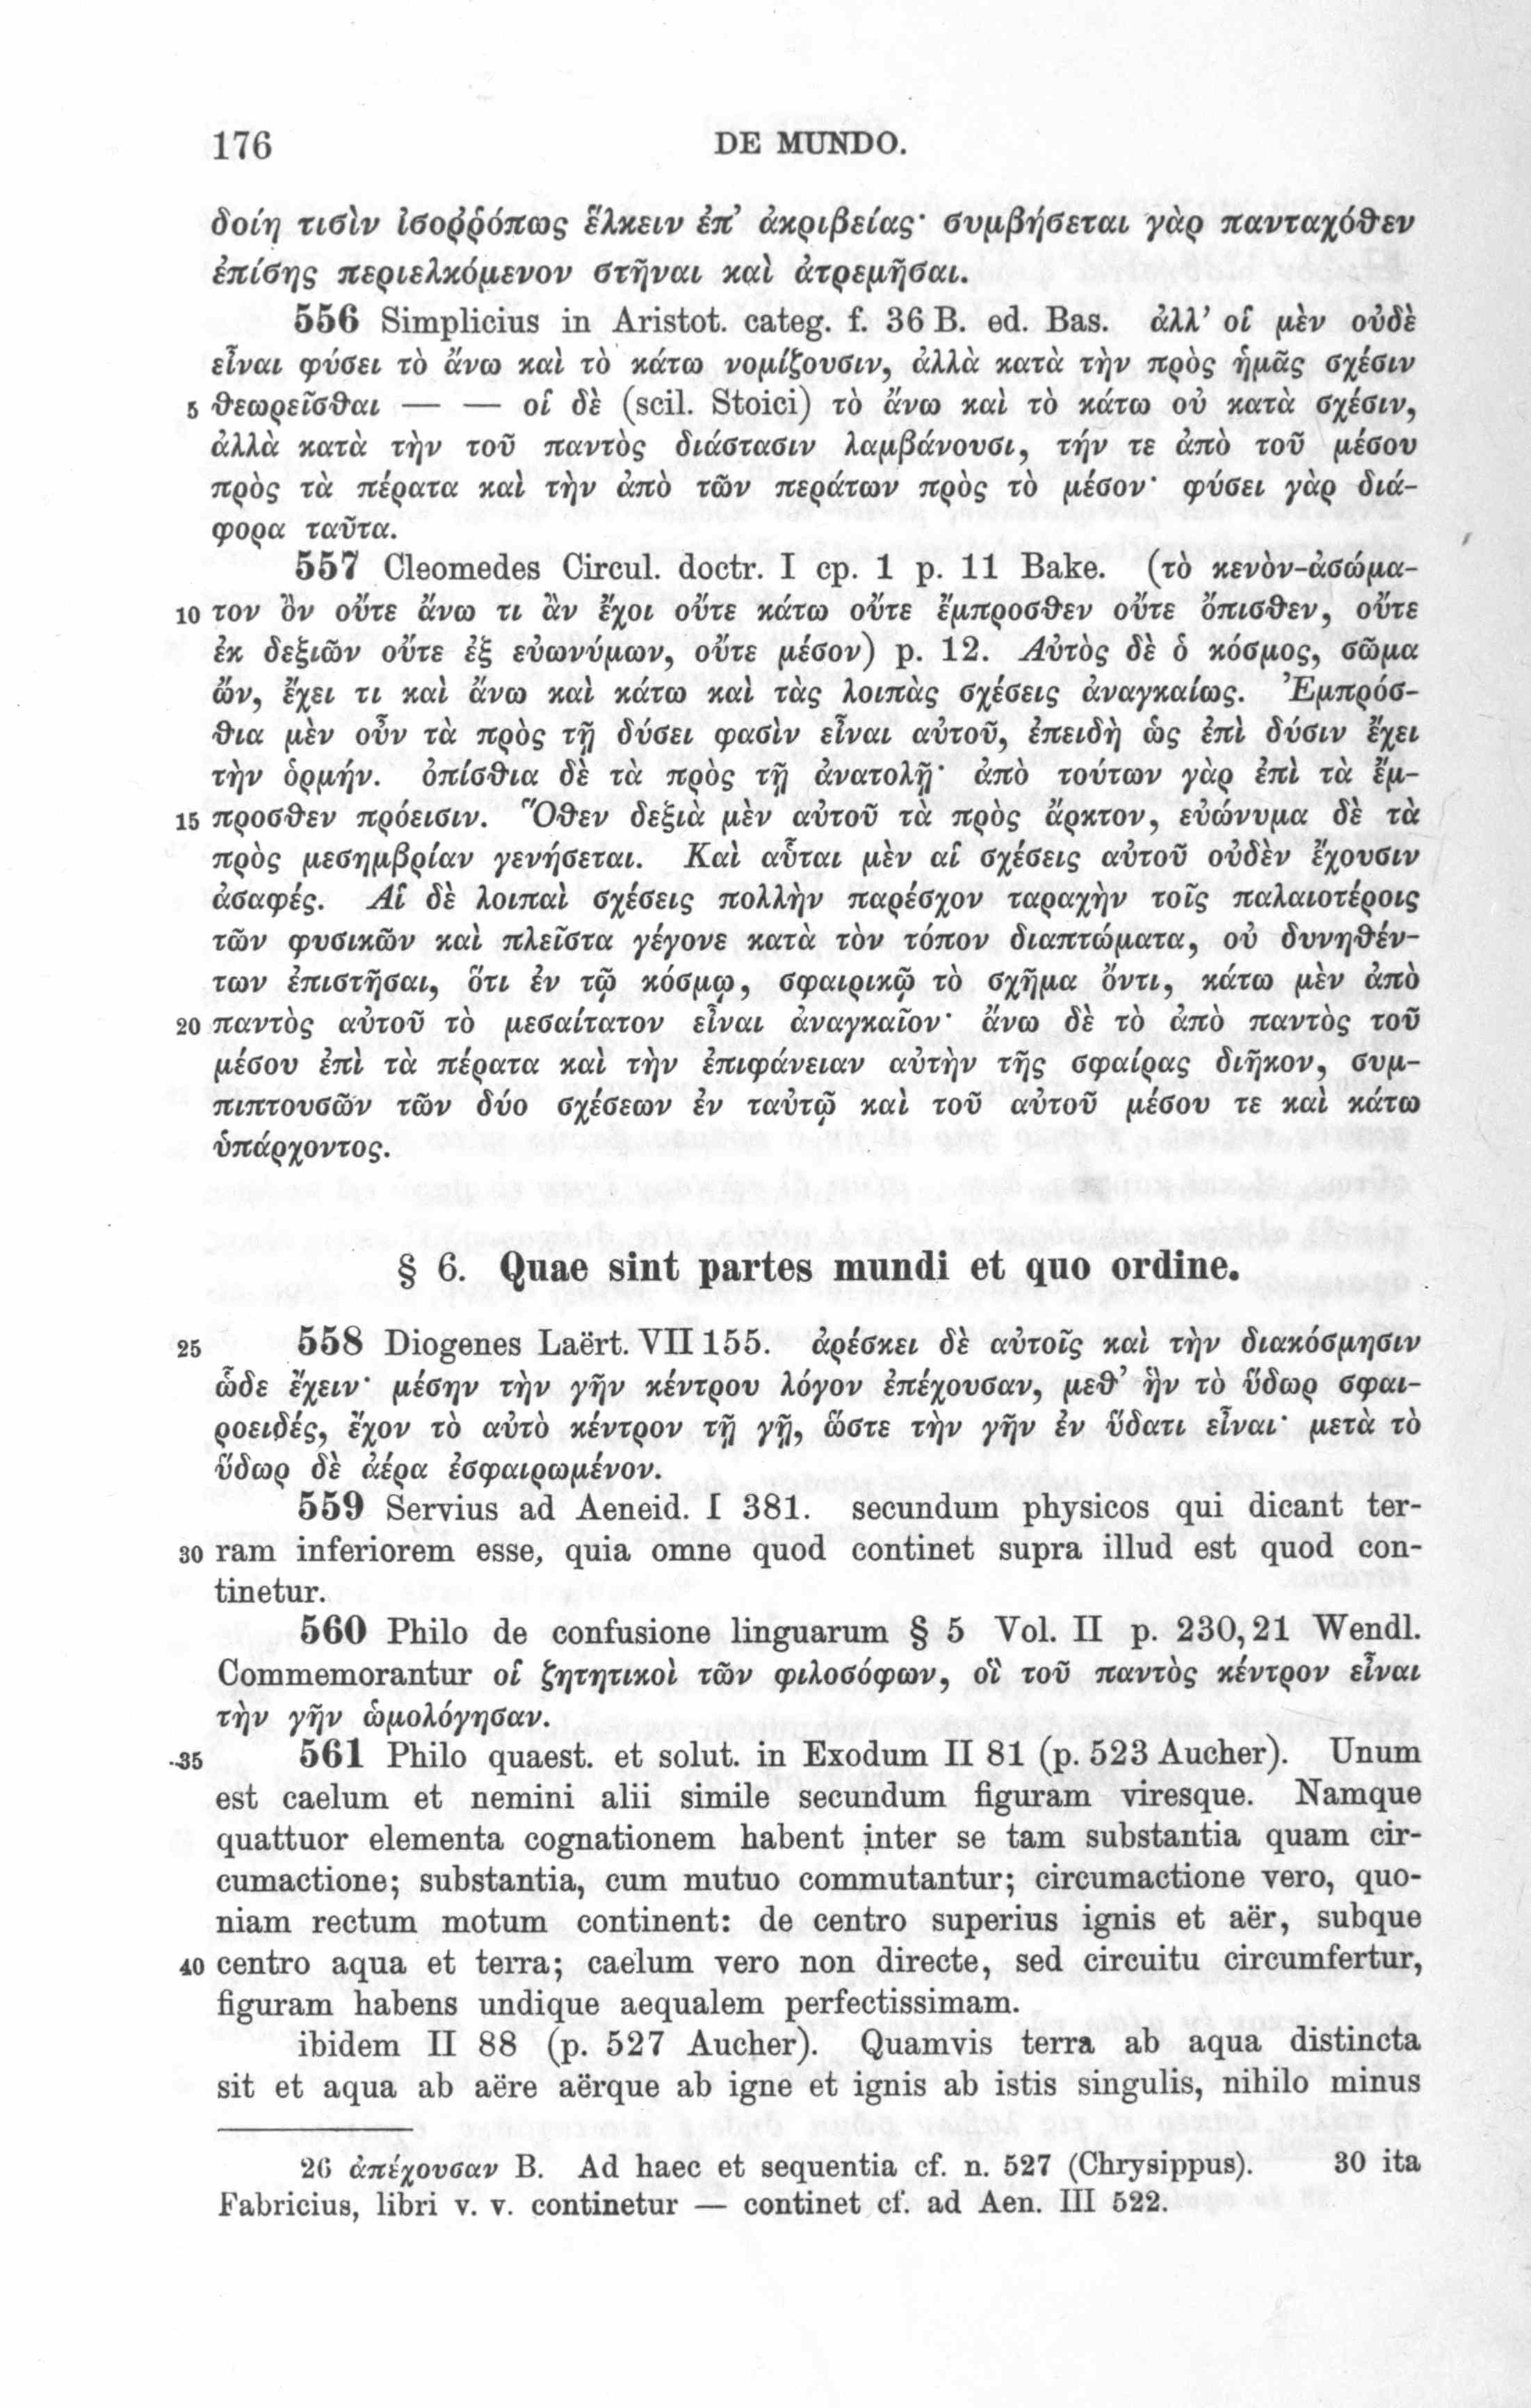 176 DE MUNDO.
δοίη τισὶν ἰσοῤῥόπως ἕλκειν ἐπ’ ἀκριβείας· συμβήσεται γὰρ πανταχόθεν
ἐπίσης περιελκόμενον στῆναι καὶ ἀτρεμῆσαι.
556 Simplicius in Aristot. categ. f. 36 B. ed. Bas. ἀλλ’ οἱ μὲν οὐδὲ
εἶναι φύσει τὸ ἄνω καὶ τὸ κάτω νομίζουσιν, ἀλλὰ κατὰ τὴν πρὸς ἡμᾶς σχέσιν
5 θεωρεῖσθαι — — οἱ δὲ (scil. Stoici) τὸ ἄνω καὶ τὸ κάτω οὐ κατὰ σχέσιν,
ἀλλὰ κατὰ τὴν τοῦ παντὸς διάστασιν λαμβάνουσι, τήν τε ἀπὸ τοῦ μέσου
πρὸς τὰ πέρατα καὶ τὴν ἀπὸ τῶν περάτων πρὸς τὸ μέσον· φύσει γὰρ διά-
φορα ταῦτα.
557 Cleomedes Circul. doctr. I cp. 1 p. 11 Bake. (τὸ κενὸν-ἀσώμα-
10 τον ὂν οὔτε ἄνω τι ἂν ἔχοι οὔτε κάτω οὔτε ἔμπροσθεν οὔτε ὄπισθεν, οὔτε
ἐκ δεξιῶν οὔτε ἐξ εὐωνύμων, οὔτε μέσον) p. 12. Αὐτὸς δὲ ὁ κόσμος, σῶμα
ὤν, ἔχει τι καὶ ἄνω καὶ κάτω καὶ τὰς λοιπὰς σχέσεις ἀναγκαίως. Ἐμπρόσ-
θια μὲν οὖν τὰ πρὸς τῇ δύσει φασὶν εἶναι αὐτοῦ, ἐπειδὴ ὡς ἐπὶ δύσιν ἔχει
τὴν ὁρμήν. ὀπίσθια δὲ τὰ πρὸς τῇ ἀνατολῇ· ἀπὸ τούτων γὰρ ἐπὶ τὰ ἔμ-
15 προσθεν πρόεισιν. Ὅθεν δεξιὰ μὲν αὐτοῦ τὰ πρὸς ἄρκτον, εὐώνυμα δὲ τὰ
πρὸς μεσημβρίαν γενήσεται. Καὶ αὗται μὲν αἱ σχέσεις αὐτοῦ οὐδὲν ἔχουσιν
ἀσαφές. Αἱ δὲ λοιπαὶ σχέσεις πολλὴν παρέσχον ταραχὴν τοῖς παλαιοτέροις
τῶν φυσικῶν καὶ πλεῖστα γέγονε κατὰ τὸν τόπον διαπτώματα, οὐ δυνηθέν-
των ἐπιστῆσαι, ὅτι ἐν τῷ κόσμῳ, σφαιρικῷ τὸ σχῆμα ὄντι, κάτω μὲν ἀπὸ
20 παντὸς αὐτοῦ τὸ μεσαίτατον εἶναι ἀναγκαῖον· ἄνω δὲ τὸ ἀπὸ παντὸς τοῦ
μέσου ἐπὶ τὰ πέρατα καὶ τὴν ἐπιφάνειαν αὐτὴν τῆς σφαίρας διῆκον, συμ-
πιπτουσῶν τῶν δύο σχέσεων ἐν ταὐτῷ καὶ τοῦ αὐτοῦ μέσου τε καὶ κάτω
ὑπάρχοντος.
§ 6. Quae sint partes mundi et quo ordine.
25 558 Diogenes Laërt. VII 155. ἀρέσκει δὲ αὐτοῖς καὶ τὴν διακόσμησιν
ὧδε ἔχειν· μέσην τὴν γῆν κέντρου λόγον ἐπέχουσαν, μεθ’ ἣν τὸ ὕδωρ σφαι-
ροειδές, ἔχον τὸ αὐτὸ κέντρον τῇ γῇ, ὥστε τὴν γῆν ἐν ὕδατι εἶναι· μετὰ τὸ
ὕδωρ δὲ ἀέρα ἐσφαιρωμένον.
559 Servius ad Aeneid. I 381. secundum physicos qui dicant ter-
30 ram inferiorem esse, quia omne quod continet supra illud est quod con-
tinetur.
560 Philo de confusione linguarum § 5 Vol. II p. 230,21 Wendl.
Commemorantur οἱ ζητητικοὶ τῶν φιλοσόφων, οἳ τοῦ παντὸς κέντρον εἶναι
τὴν γῆν ὡμολόγησαν.
35 561 Philo quaest. et solut. in Exodum II 81 (p. 523 Aucher). Unum
est caelum et nemini alii simile secundum figuram viresque. Namque
quattuor elementa cognationem habent inter se tam substantia quam cir-
cumactione; substantia, cum mutuo commutantur; circumactione vero, quo-
niam rectum motum continent: de centro superius ignis et aër, subque
40 centro aqua et terra; caelum vero non directe, sed circuitu circumfertur,
figuram habens undique aequalem perfectissimam.
ibidem II 88 (p. 527 Aucher). Quamvis terra ab aqua distincta
sit et aqua ab aëre aërque ab igne et ignis ab istis singulis, nihilo minus
26 ἀπέχουσαν B. Ad haec et sequentia cf. n. 527 (Chrysippus). 30 ita
Fabricius, libri v. v. continetur — continet cf. ad Aen. III 522.